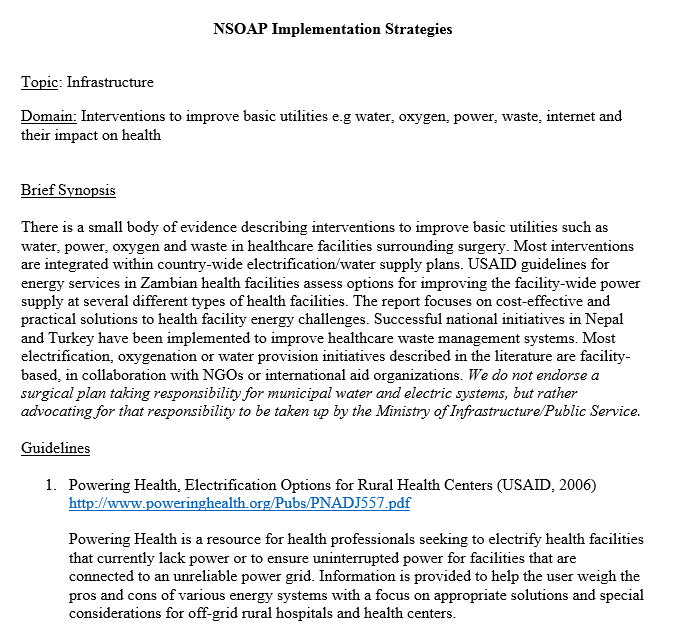 NSOAP Implementation Strategies
Topic: Infrastructure
Domain: Interventions to improve basic utilities e.g water, oxygen, power, waste, internet and
their impact on health
Brief Synopsis
There is a small body of evidence describing interventions to improve basic utilities such as
water, power, oxygen and waste in healthcare facilities surrounding surgery. Most interventions
are integrated within country-wide electrification/water supply plans. USAID guidelines for
energy services in Zambian health facilities assess options for improving the facility-wide power
supply at several different types of health facilities. The report focuses on cost-effective and
practical solutions to health facility energy challenges. Successful national initiatives in Nepal
and Turkey have been implemented to improve healthcare waste management systems. Most
electrification, oxygenation or water provision initiatives described in the literature are facility-
based, in collaboration with NGOs or international aid organizations. We do not endorse a
surgical plan taking responsibility for municipal water and electric systems, but rather
advocating for that responsibility to be taken up by the Ministry of Infrastructure/Public Service.
Guidelines
1. Powering Health, Electrification Options for Rural Health Centers (USAID, 2006)
http://www.poweringhealth.org/Pubs/PNADJ557.pdf
Powering Health is a resource for health professionals seeking to electrify health facilities
that currently lack power or to ensure uninterrupted power for facilities that are
connected to an unreliable power grid. Information is provided to help the user weigh the
pros and cons of various energy systems with a focus on appropriate solutions and special
considerations for off-grid rural hospitals and health centers.